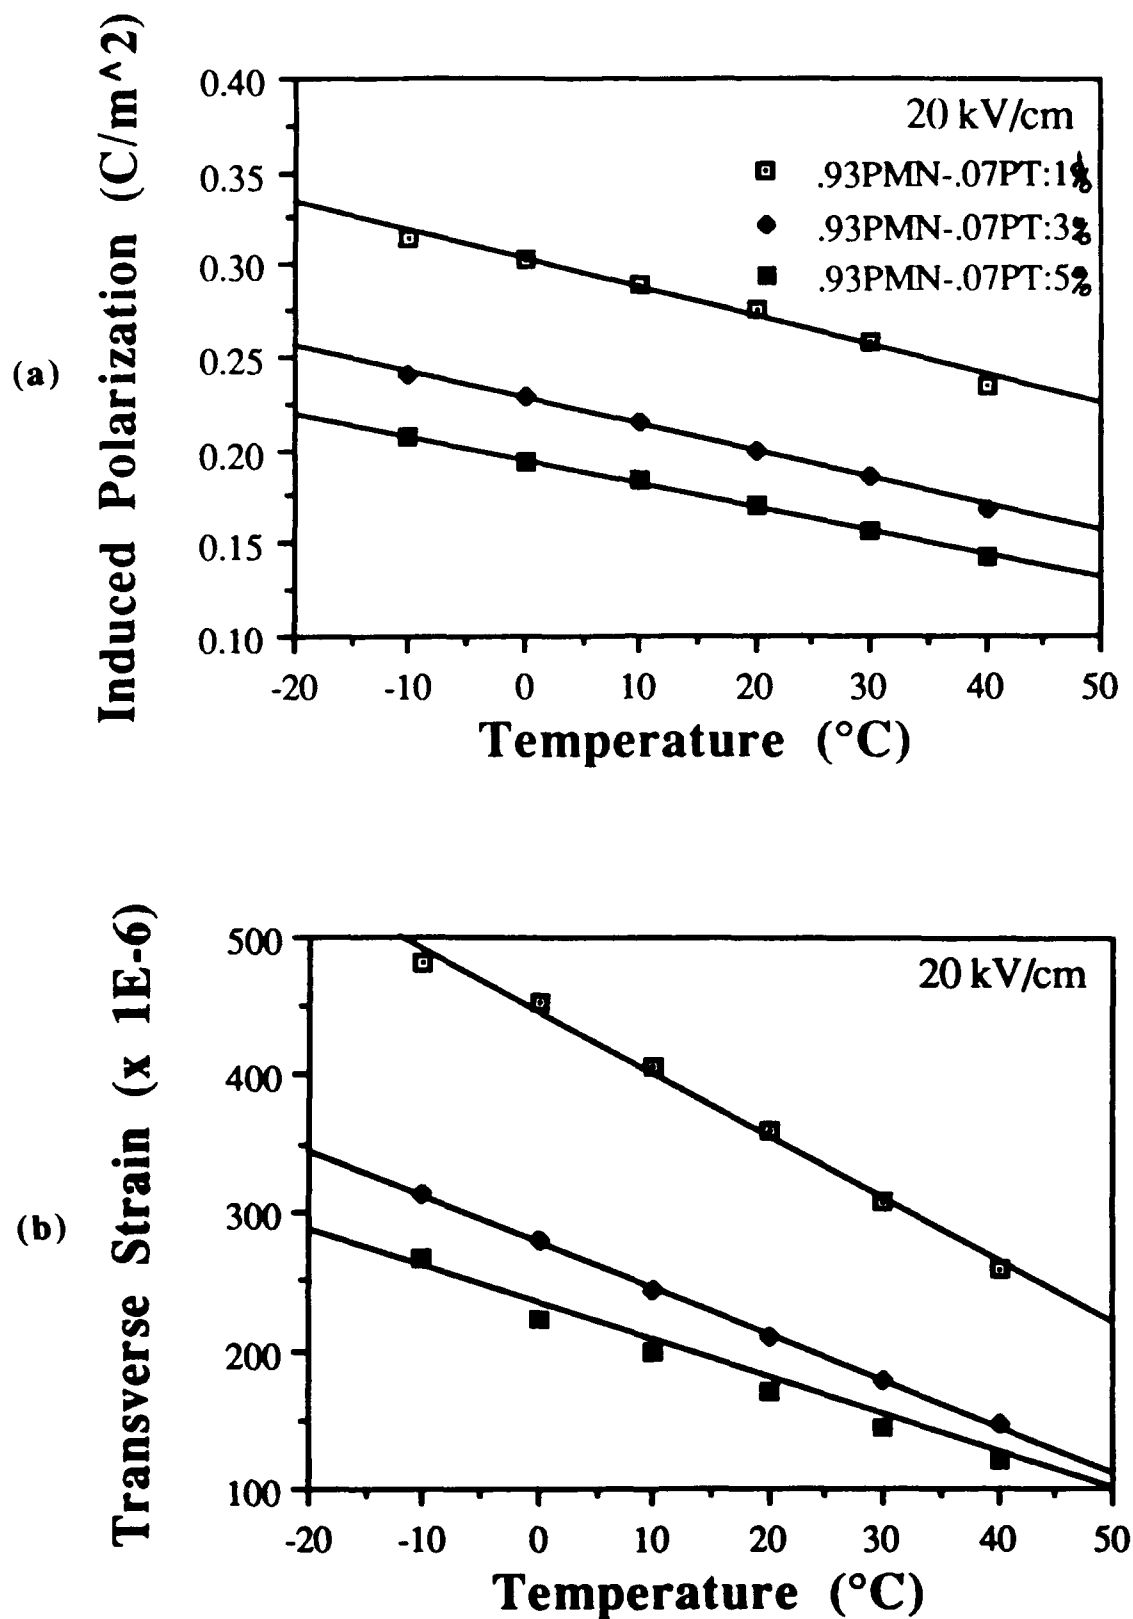 (a)
Induced Polarization (C/m^2)
0.40
0.35
0.30
0.25
0.20
0.15
0.10
20 kV/cm
.93PMN-.07PT:1%
.93PMN-.07PT:3%
.93PMN-.07PT:5%
-20 -10 0 10 20 30 40 50
Temperature (°C)
(b)
Transverse Strain (x 1E-6)
500
400
300
200
100
20 kV/cm
-20 -10 0 10 20 30 40 50
Temperature (°C)